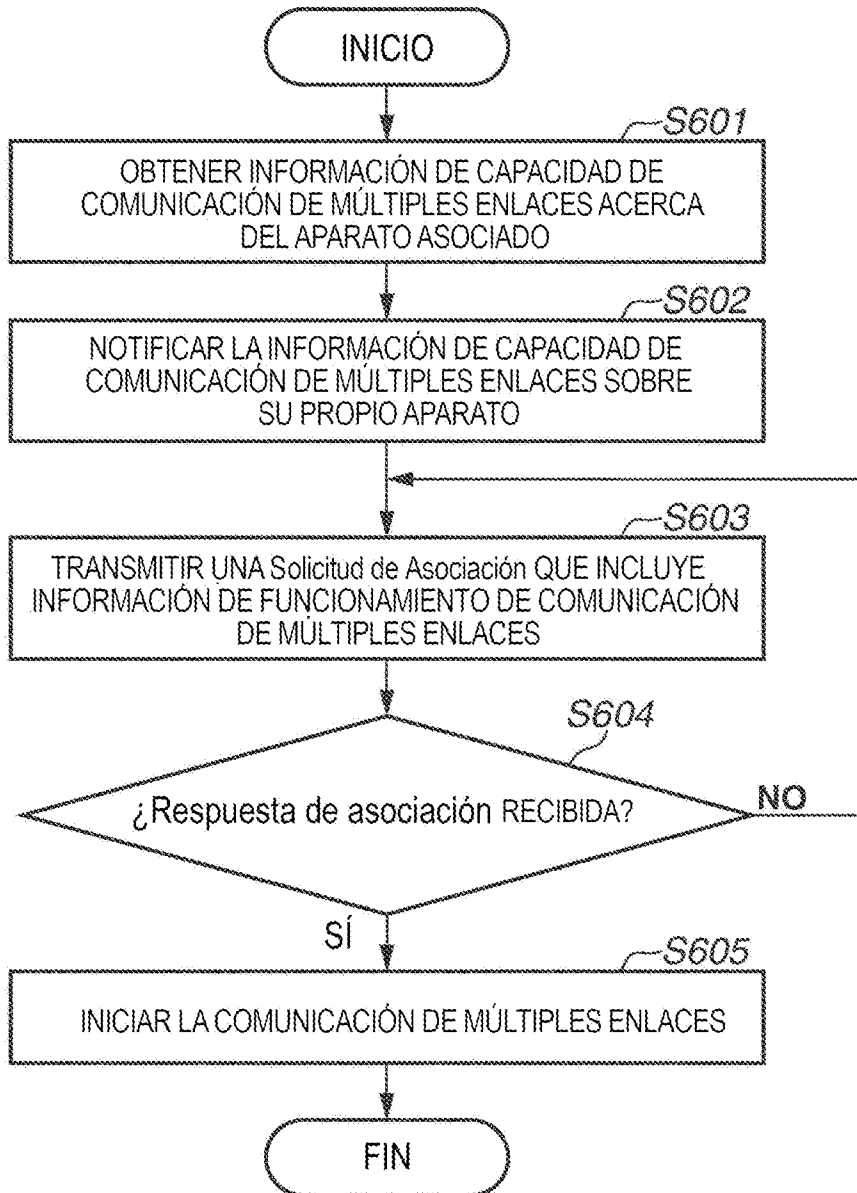 INICIO
S601
OBTENER INFORMACIÓN DE CAPACIDAD DE
COMUNICACIÓN DE MÚLTIPLES ENLACES ACERCA
DEL APARATO ASOCIADO
S602
NOTIFICAR LA INFORMACIÓN DE CAPACIDAD DE
COMUNICACIÓN DE MÚLTIPLES ENLACES SOBRE
SU PROPIO APARATO
S603
TRANSMITIR UNA Solicitud de Asociación QUE INCLUYE
INFORMACIÓN DE FUNCIONAMIENTO DE COMUNICACIÓN
DE MÚLTIPLES ENLACES
S604
¿Respuesta de asociación RECIBIDA?
NO
SÍ
S605
INICIAR LA COMUNICACIÓN DE MÚLTIPLES ENLACES
FIN